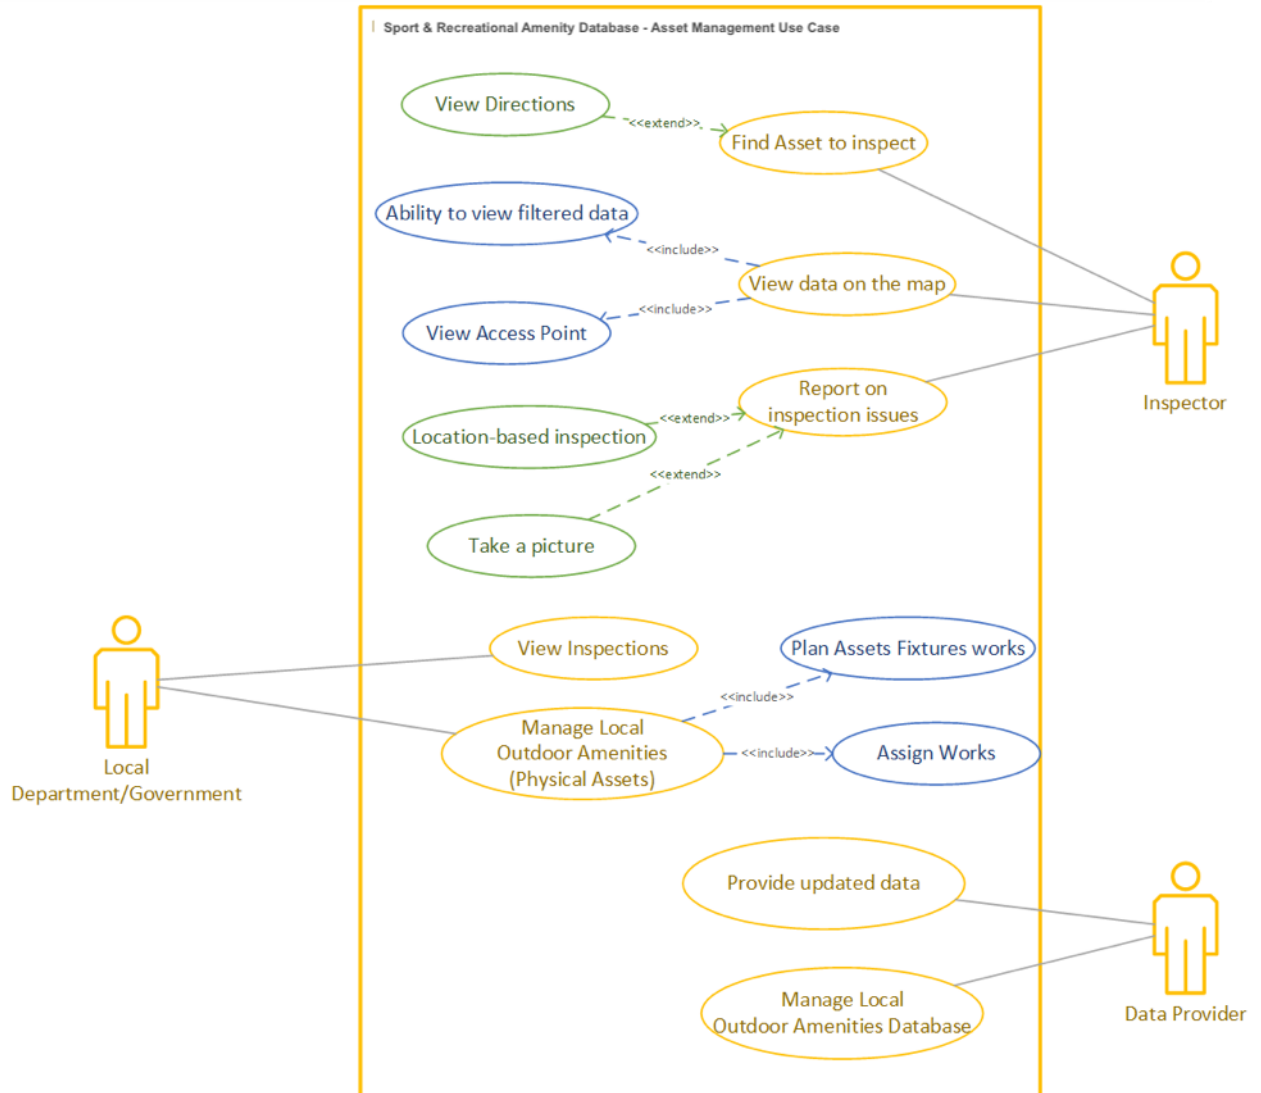 Sport & Recreational Amenity Database - Asset Management Use Case
View Directions
<<extend>>
Find Asset to inspect
Ability to view filtered data
<<include>>
View data on the map
<<include>>
View Access Point
Inspector
Report on
inspection issues
<<extend>>
Location-based inspection
<<extend>>
Take a picture
View Inspections
Plan Assets Fixtures works
<<include>>
Manage Local
Outdoor Amenities
(Physical Assets)
<<include>>
Assign Works
Local
Department/Government
Provide updated data
Manage Local
Outdoor Amenities Database
Data Provider